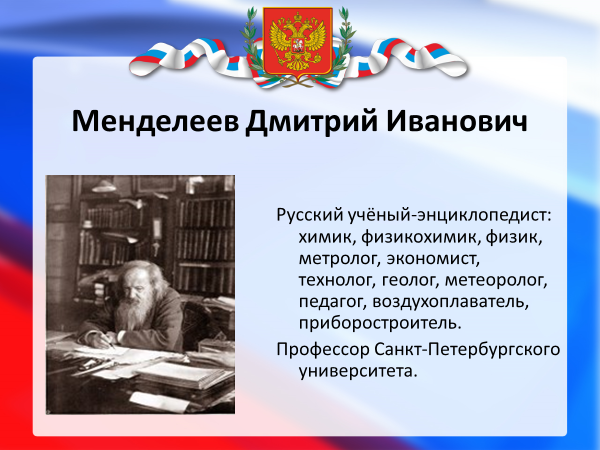 Менделеев Дмитрий Иванович
Русский учёный-энциклопедист:
химик, физикохимик, физик,
метролог, экономист,
технолог, геолог, метеоролог,
педагог, воздухоплаватель,
приборостроитель.
Профессор Санкт-Петербургского
университета.